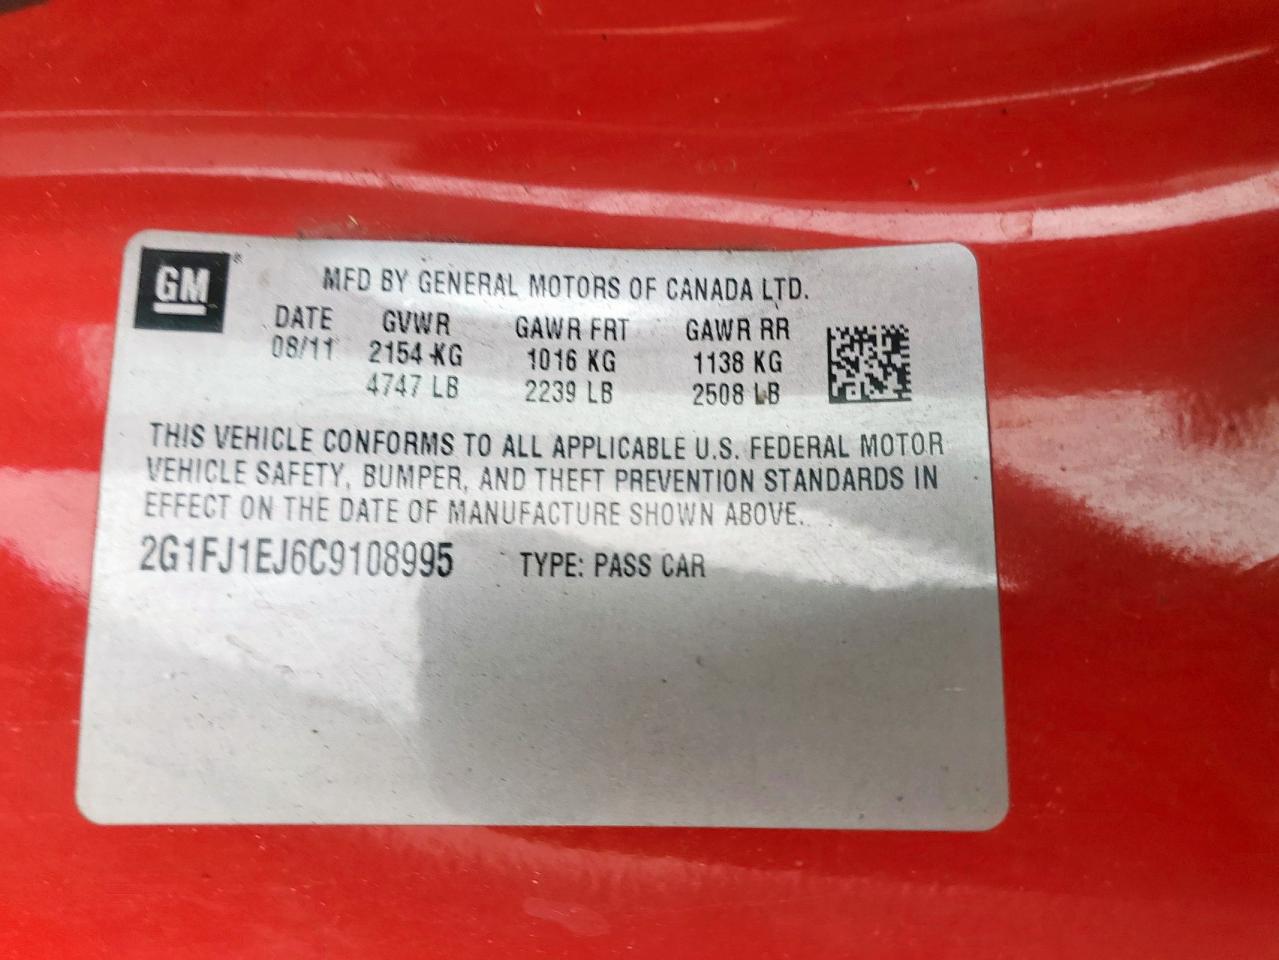 GM®
MFD BY GENERAL MOTORS OF CANADA LTD.
DATE GVWR GAWR FRT GAWR RR
08/11 2154 KG 1016 KG 1138 KG
4747 LB 2239 LB 2508 LB
THIS VEHICLE CONFORMS TO ALL APPLICABLE U.S. FEDERAL MOTOR
VEHICLE SAFETY, BUMPER, AND THEFT PREVENTION STANDARDS IN
EFFECT ON THE DATE OF MANUFACTURE SHOWN ABOVE.
2G1FJ1EJ6C9108995 TYPE: PASS CAR